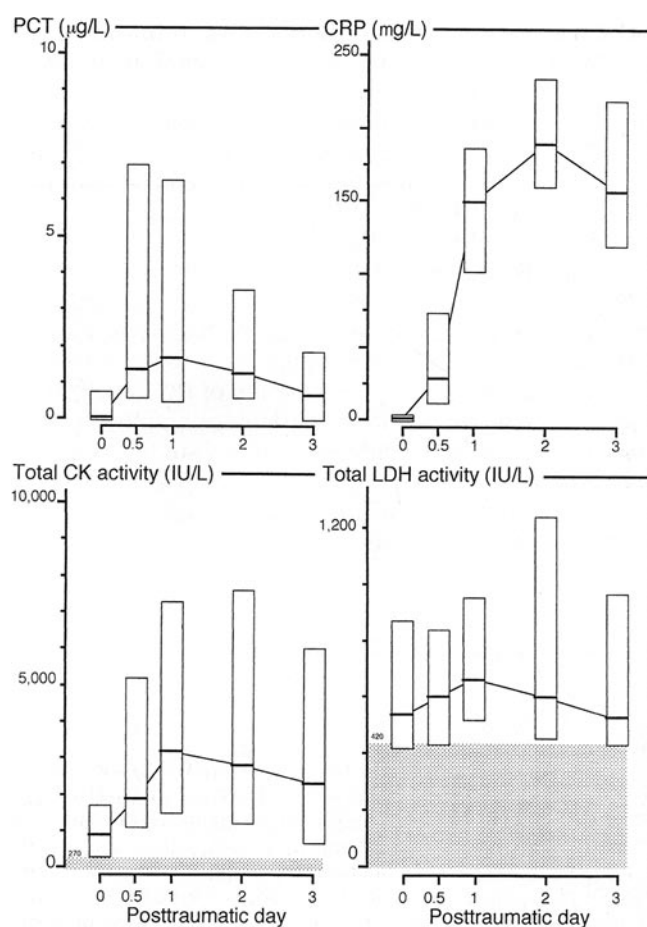 PCT (μg/L)
CRP (mg/L)
10
5
0
0 0.5 1 2 3
250
150
0
0 0.5 1 2 3
Total CK activity (IU/L)
Total LDH activity (IU/L)
10,000
5,000
270
0
0 0.5 1 2 3
Posttraumatic day
1,200
420
0
0 0.5 1 2 3
Posttraumatic day